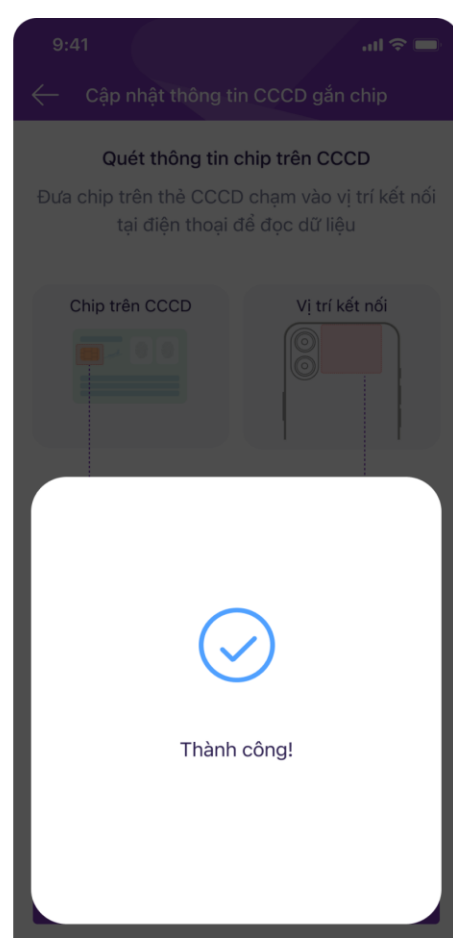 9:41
Cập nhật thông tin CCCD gắn chip
Quét thông tin chip trên CCCD
Đưa chip trên thẻ CCCD chạm vào vị trí kết nối
tại điện thoại để đọc dữ liệu
Chip trên CCCD
Vị trí kết nối
Thành công!